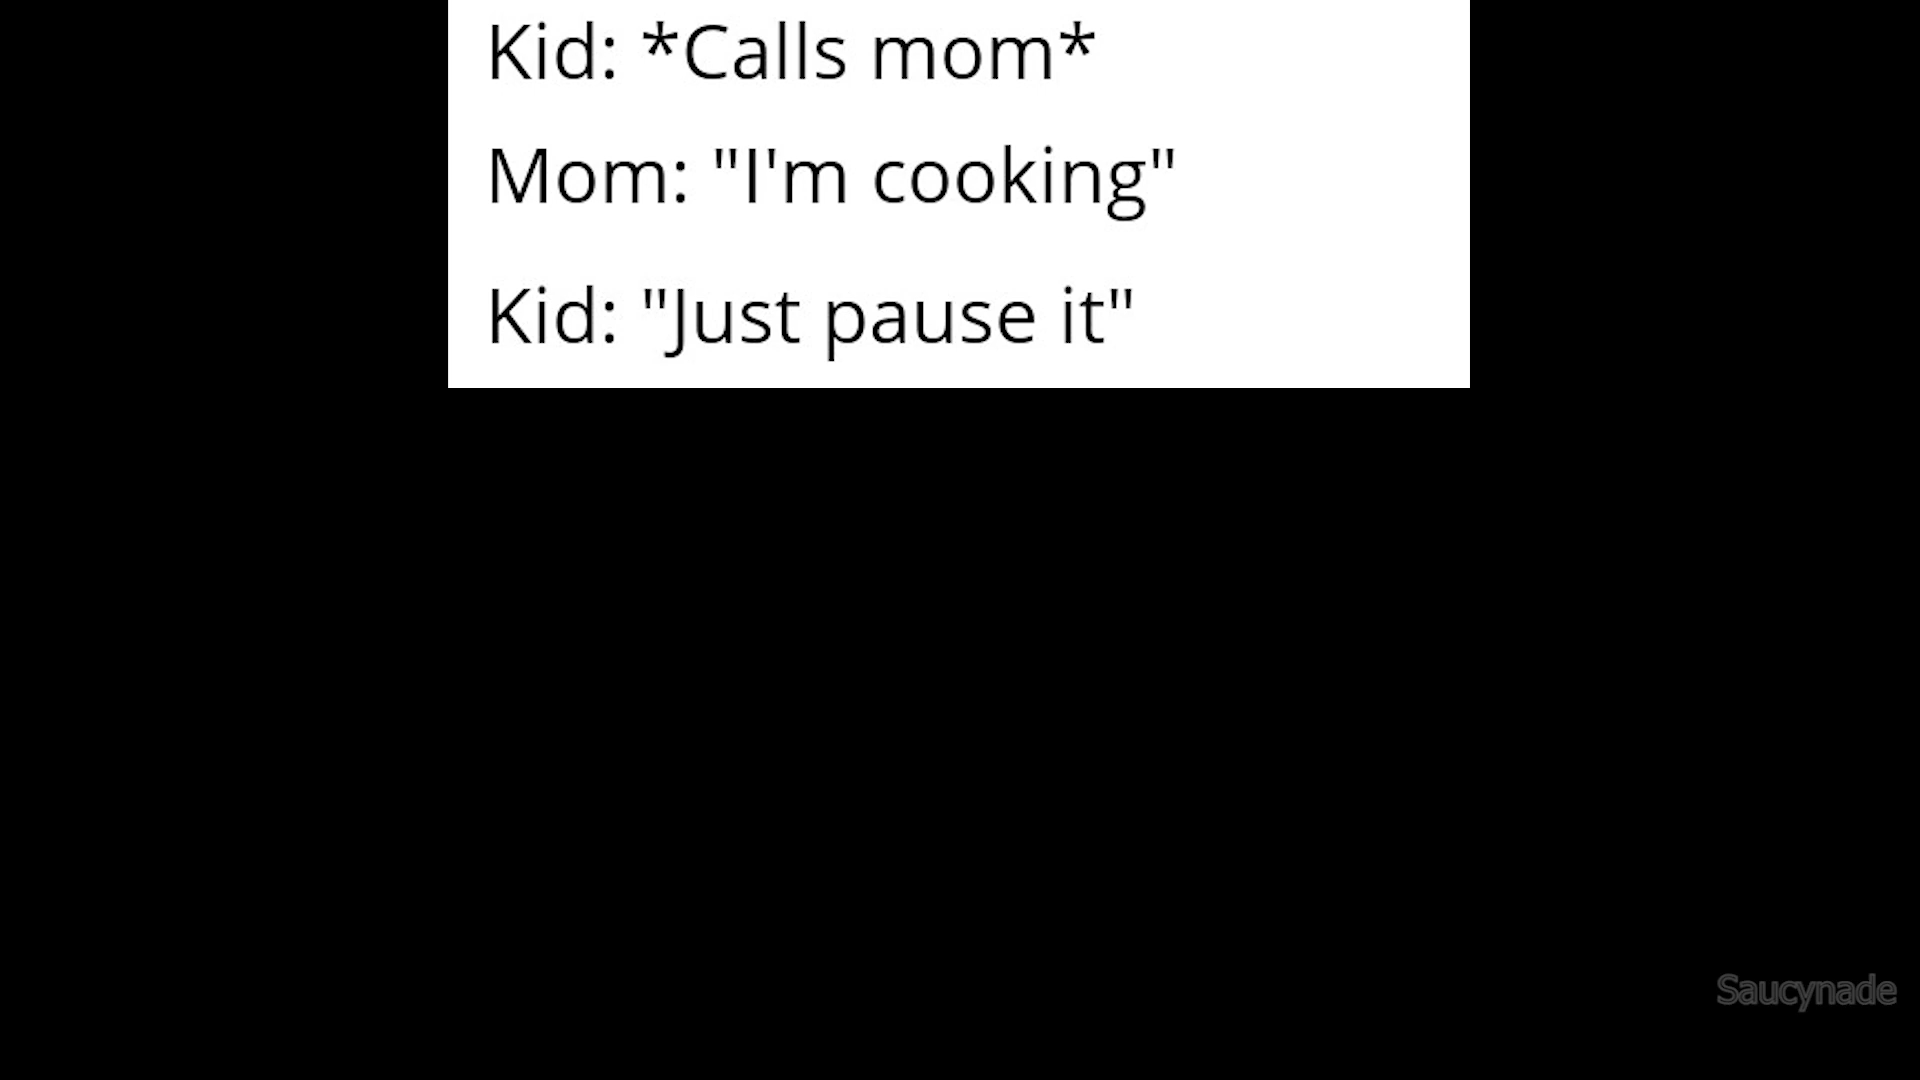 Kid: *Calls mom*
Mom: "I'm cooking"
Kid: "Just pause it"
Saucynade